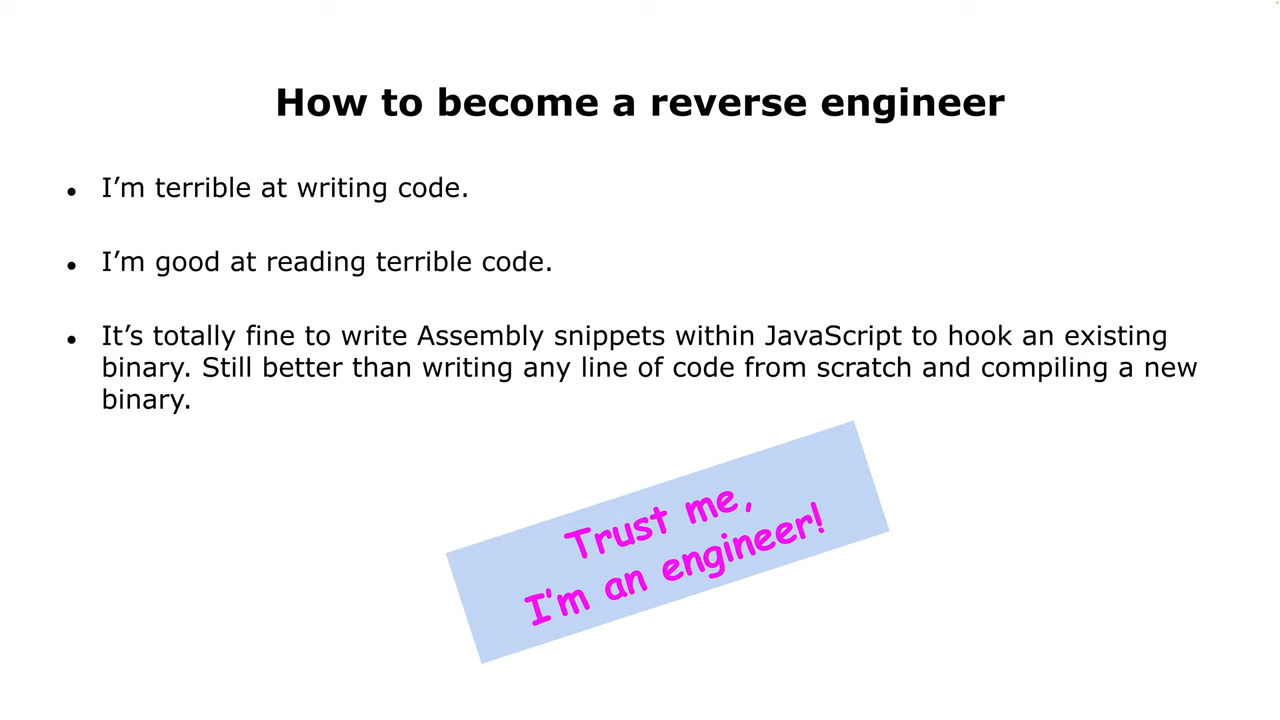 How to become a reverse engineer
• I’m terrible at writing code.
• I’m good at reading terrible code.
• It’s totally fine to write Assembly snippets within JavaScript to hook an existing
binary. Still better than writing any line of code from scratch and compiling a new
binary.
Trust me,
I'm an engineer!